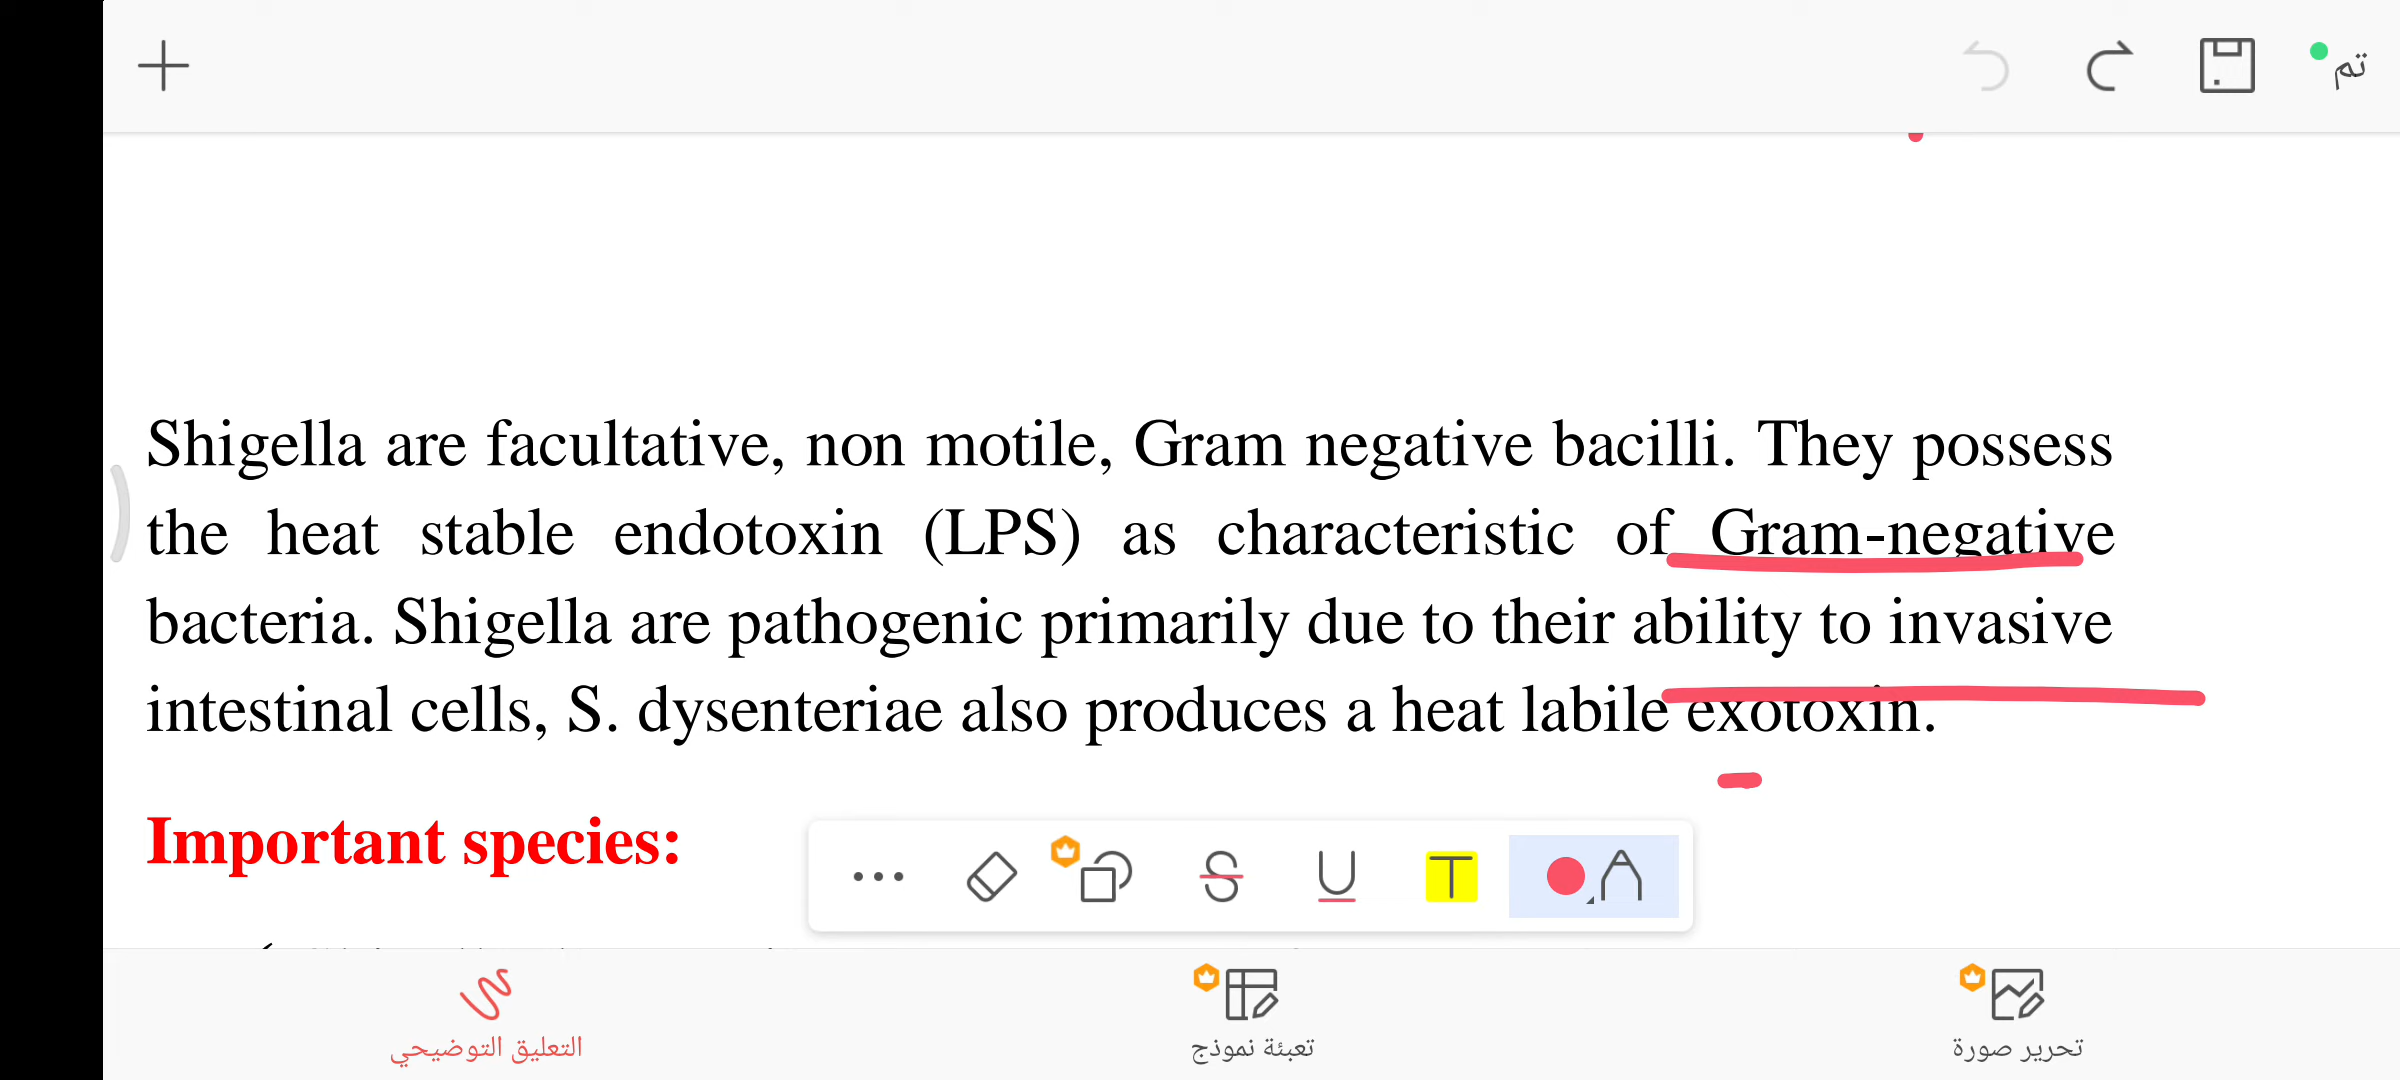 تم
Shigella are facultative, non motile, Gram negative bacilli. They possess
the heat stable endotoxin (LPS) as characteristic of Gram-negative
bacteria. Shigella are pathogenic primarily due to their ability to invasive
intestinal cells, S. dysenteriae also produces a heat labile exotoxin.
Important species:
التعليق التوضيحي
تعبئة نموذج
تحرير صورة